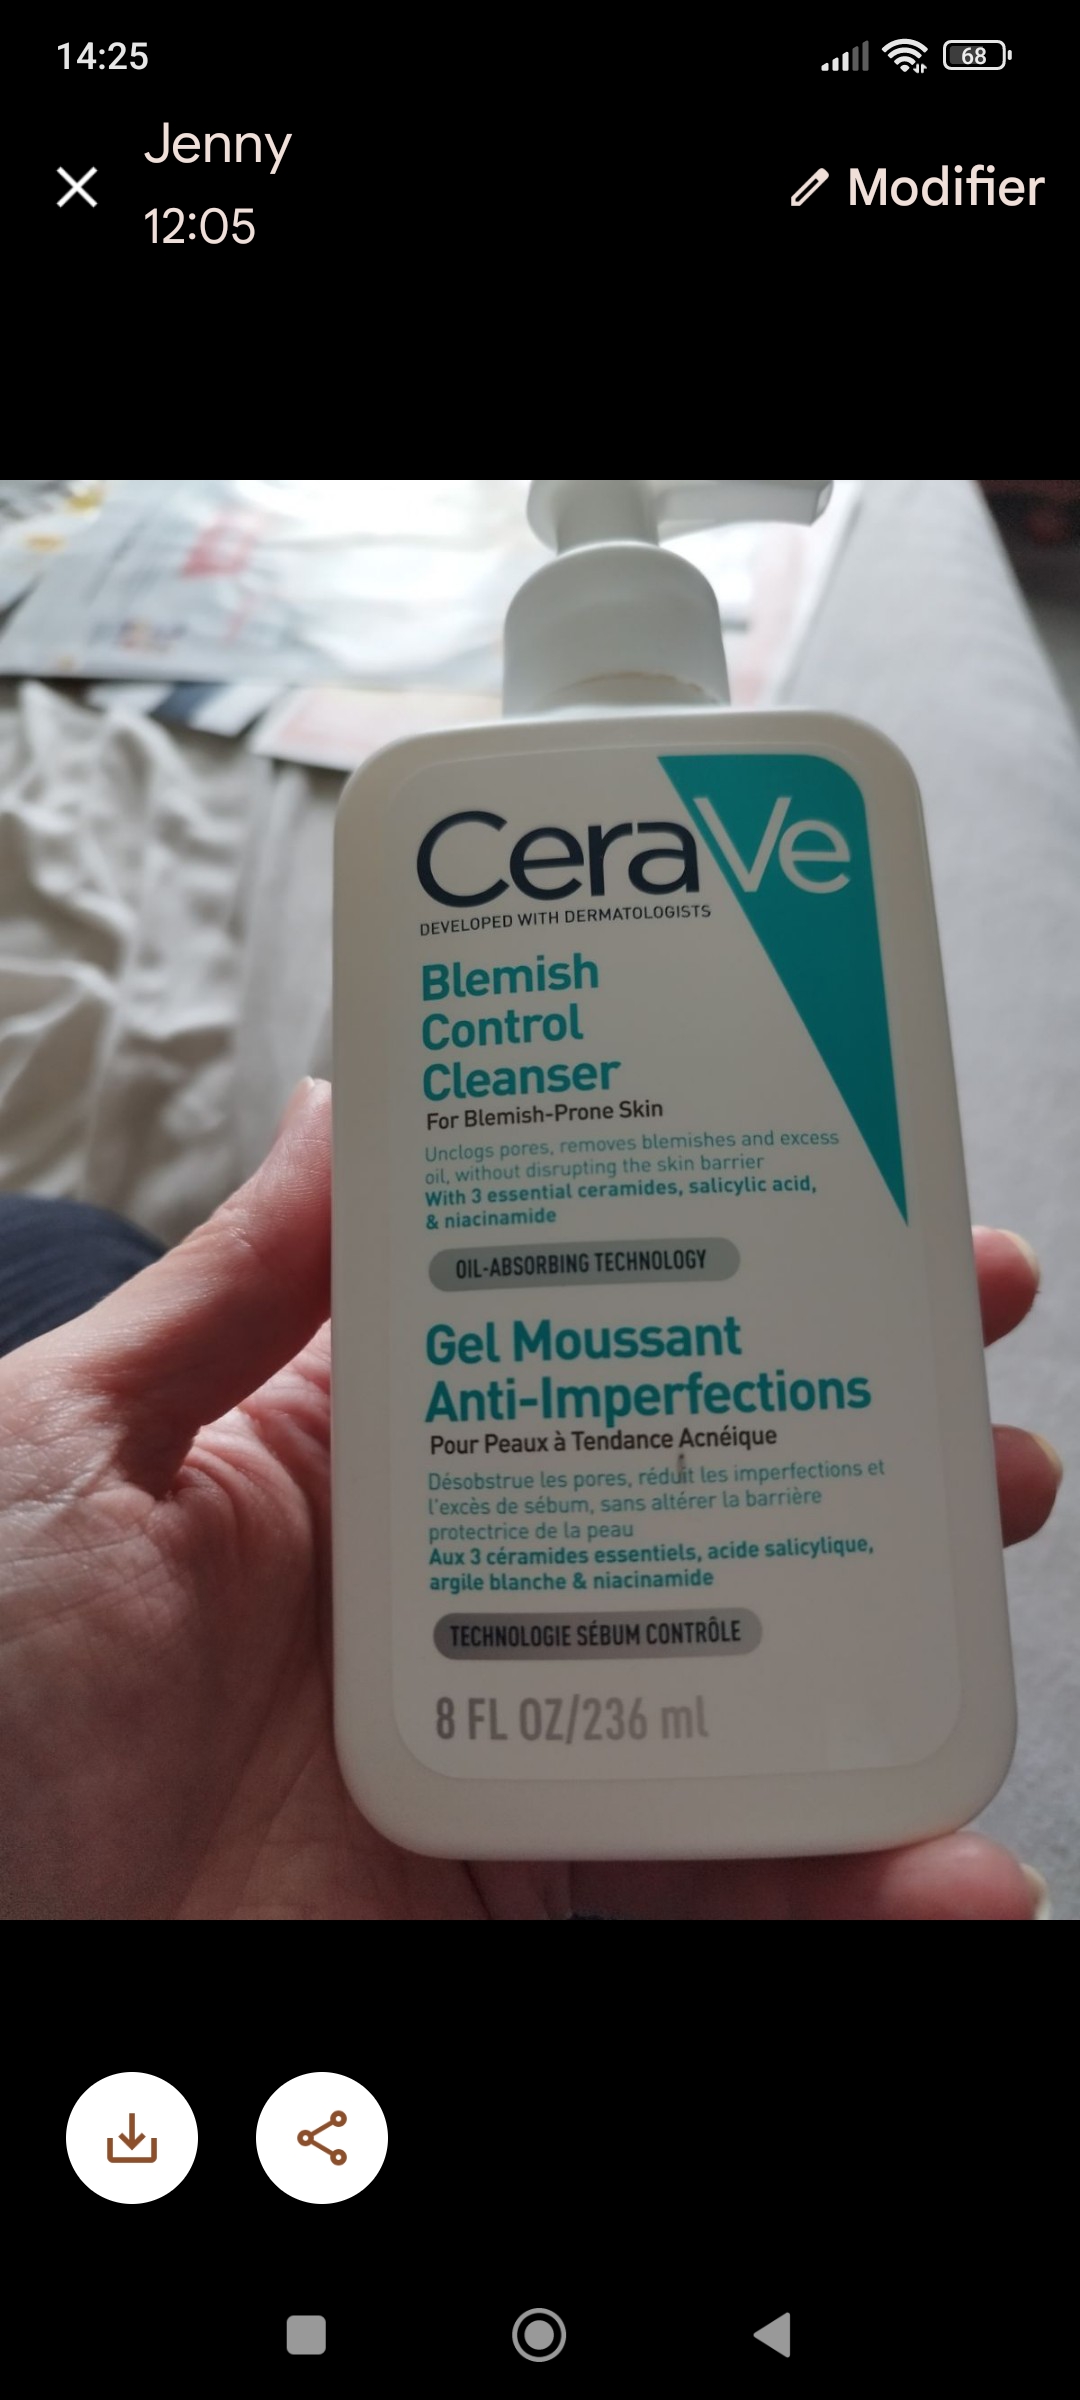 14:25
68
Jenny
12:05
Modifier
CeraVe
DEVELOPED WITH DERMATOLOGISTS
Blemish
Control
Cleanser
For Blemish-Prone Skin
Unclogs pores, removes blemishes and excess
oil, without disrupting the skin barrier
With 3 essential ceramides, salicylic acid,
& niacinamide
OIL-ABSORBING TECHNOLOGY
Gel Moussant
Anti-Imperfections
Pour Peaux à Tendance Acnéique
Désobstrue les pores, réduit les imperfections et
l'excès de sébum, sans altérer la barrière
protectrice de la peau
Aux 3 céramides essentiels, acide salicylique,
argile blanche & niacinamide
TECHNOLOGIE SÉBUM CONTRÔLE
8 FL OZ/236 ml